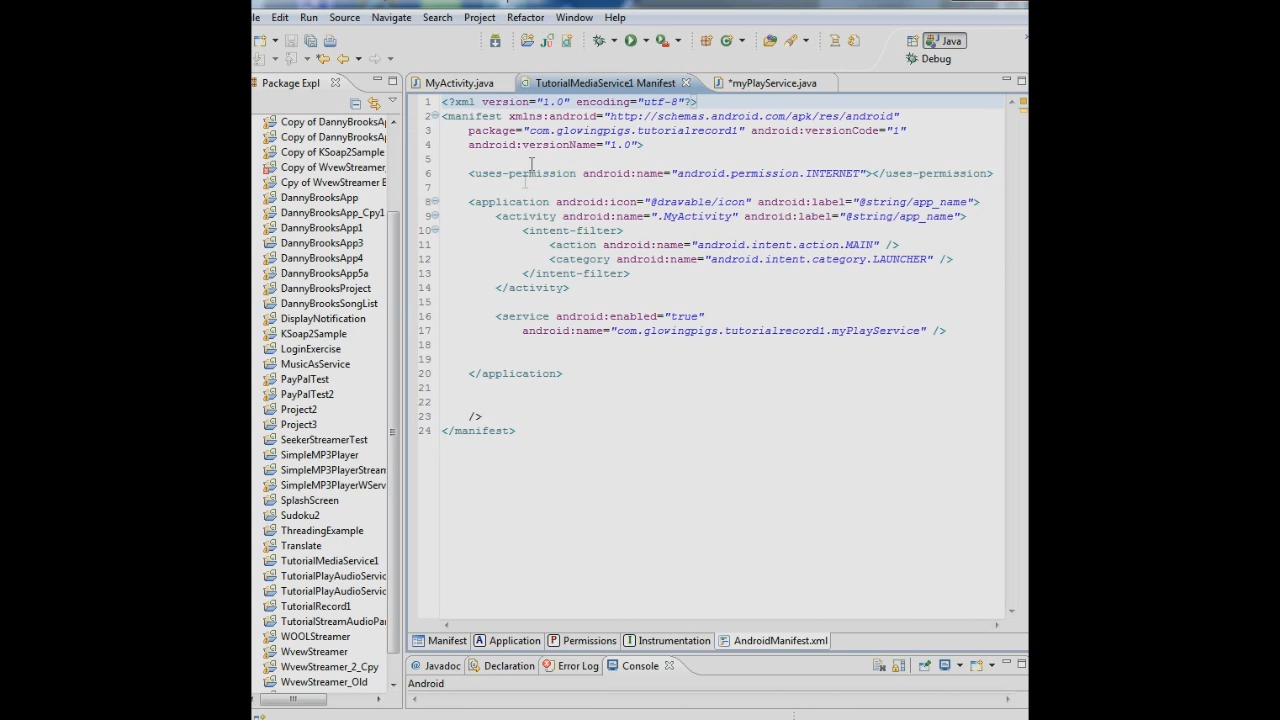 le Edit Run Source Navigate Search Project Refactor Window Help
Java
Debug
Package Expl
MyActivity.java
TutorialMediaService1 Manifest
*myPlayService.java
Copy of DannyBrooksAp
Copy of DannyBrooksAp
Copy of KSoap2Sample
Copy of WvewStreamer_
Cpy of WvewStreamer E
DannyBrooksApp
DannyBrooksApp_Cpy1
DannyBrooksApp1
DannyBrooksApp3
DannyBrooksApp4
DannyBrooksApp5a
DannyBrooksProject
DannyBrooksSongList
DisplayNotification
KSoap2Sample
LoginExercise
MusicAsService
PayPalTest
PayPalTest2
Project2
Project3
SeekerStreamerTest
SimpleMP3Player
SimpleMP3PlayerStream
SimpleMP3PlayerWServ
SplashScreen
Sudoku2
ThreadingExample
Translate
TutorialMediaService1
TutorialPlayAudioServic
TutorialPlayAudioServic
TutorialRecord1
TutorialStreamAudioPar
WOOLStreamer
WvewStreamer
WvewStreamer_2_Cpy
WvewStreamer_Old
1 <?xml version="1.0" encoding="utf-8"?>
2 <manifest xmlns:android="http://schemas.android.com/apk/res/android"
3 package="com.glowingpigs.tutorialrecord1" android:versionCode="1"
4 android:versionName="1.0">
5
6 <uses-permission android:name="android.permission.INTERNET"></uses-permission>
7
8 <application android:icon="@drawable/icon" android:label="@string/app_name">
9 <activity android:name=".MyActivity" android:label="@string/app_name">
10 <intent-filter>
11 <action android:name="android.intent.action.MAIN" />
12 <category android:name="android.intent.category.LAUNCHER" />
13 </intent-filter>
14 </activity>
15
16 <service android:enabled="true"
17 android:name="com.glowingpigs.tutorialrecord1.myPlayService" />
18
19
20 </application>
21
22
23 />
24 </manifest>
Manifest Application Permissions Instrumentation AndroidManifest.xml
Javadoc Declaration Error Log Console
Android